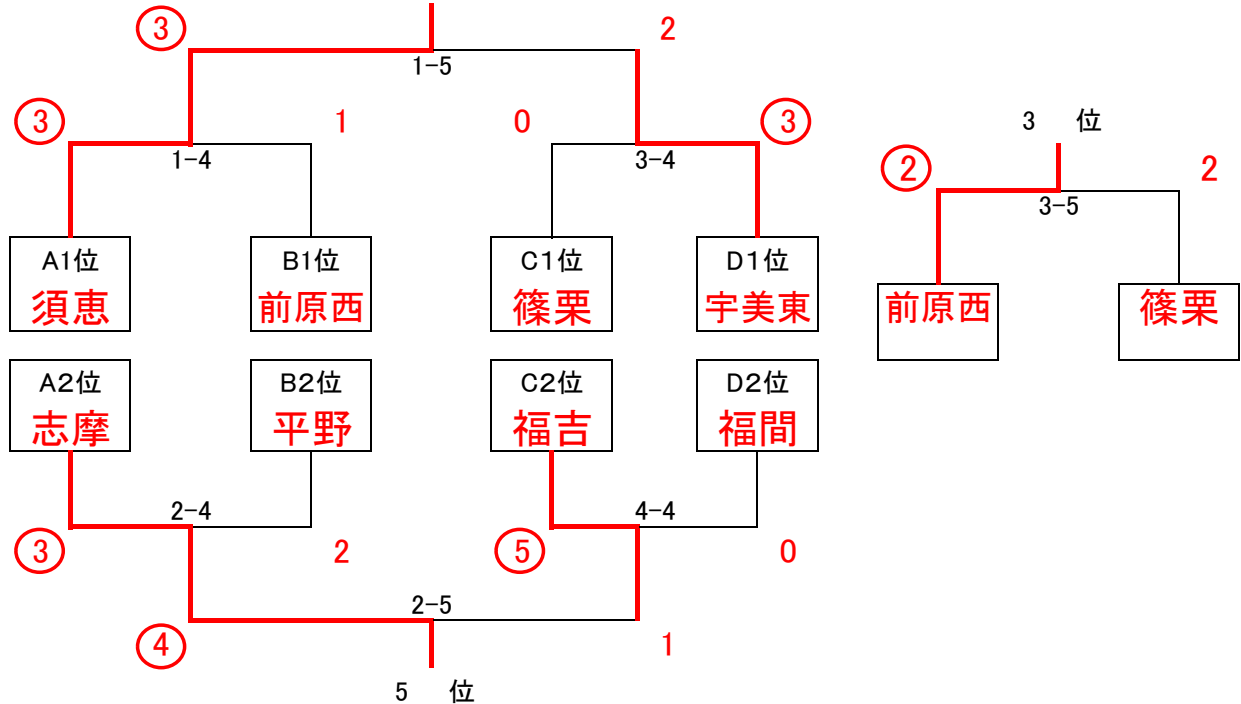 ③ 2
1-5
③ 1 0 ③
1-4 3-4
A1位 B1位 C1位 D1位
須恵 前原西 篠栗 宇美東
A2位 B2位 C2位 D2位
志摩 平野 福吉 福間
2-4 4-4
③ 2 ⑤ 0
2-5
④ 1
5 位
3 位
② 2
3-5
前原西 篠栗